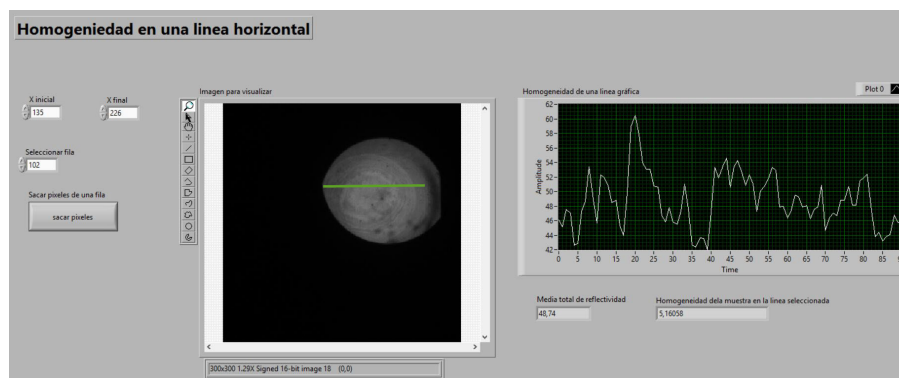 Homogeniedad en una linea horizontal
X inicial
135
X final
226
Seleccionar fila
102
Sacar pixeles de una fila
sacar pixeles
Imagen para visualizar
300x300 1.29X Signed 16-bit image 18 (0,0)
Homogeneidad de una linea gráfica
Plot 0
Amplitude
62
60
58
56
54
52
50
48
46
44
42
0 5 10 15 20 25 30 35 40 45 50 55 60 65 70 75 80 85
Time
Media total de reflectividad
48,74
Homogeneidad dela muestra en la linea seleccionada
5,16058